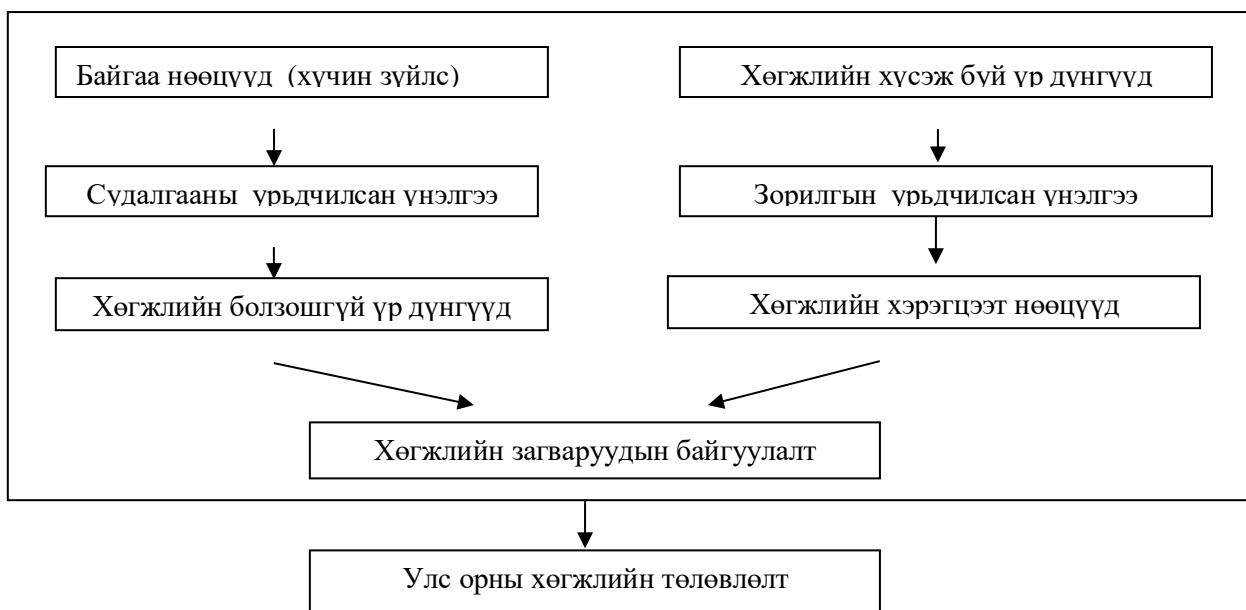 Байгаа нөөцүүд (хүчин зүйлс)
Хөгжлийн хүсэж буй үр дүнгүүд
Судалгааны урьдчилсан үнэлгээ
Зорилгын урьдчилсан үнэлгээ
Хөгжлийн болзошгүй үр дүнгүүд
Хөгжлийн хэрэгцээт нөөцүүд
Хөгжлийн загваруудын байгуулалт
Улс орны хөгжлийн төлөвлөлт